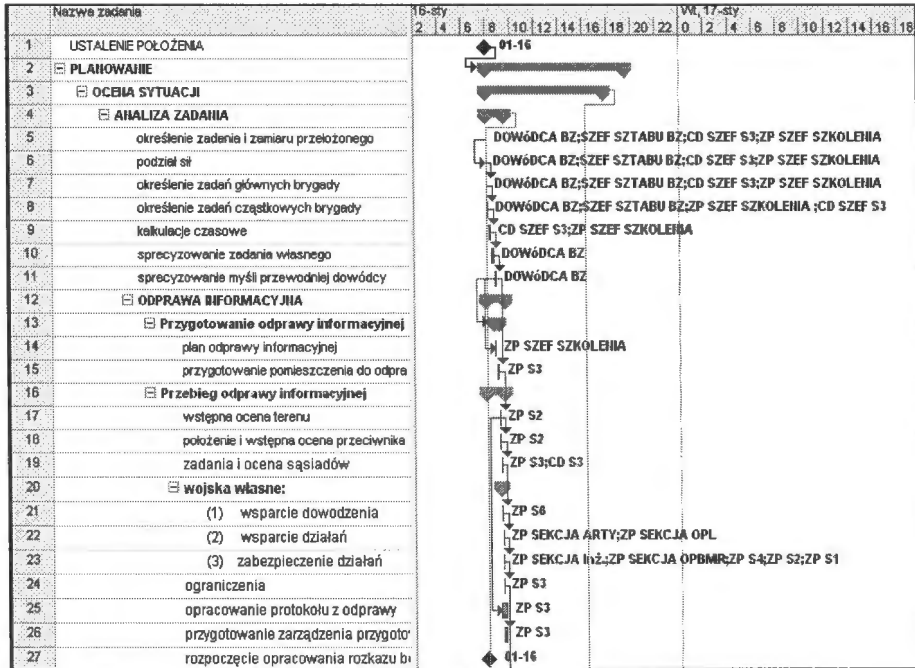 Nazwa zadania 16-sty Wt, 17-sty
2 4 6 8 10 12 14 16 18 20 22 0 2 4 6 8 10 12 14 16 18
1 USTALENIE POŁOŻENIA 01-16
2 PLANOWANIE
3 OCENA SYTUACJI
4 ANALIZA ZADANIA
5 określenie zadania i zamiaru przełożonego DOWóDCA BZ;SZEF SZTABU BZ;CD SZEF S3;ZP SZEF SZKOLENIA
6 podział sił DOWóDCA BZ;SZEF SZTABU BZ;CD SZEF S3;ZP SZEF SZKOLENIA
7 określenie zadań głównych brygady DOWóDCA BZ;SZEF SZTABU BZ;CD SZEF S3;ZP SZEF SZKOLENIA
8 określenie zadań cząstkowych brygady DOWóDCA BZ;SZEF SZTABU BZ;ZP SZEF SZKOLENIA ;CD SZEF S3
9 kalkulacje czasowe CD SZEF S3;ZP SZEF SZKOLENIA
10 sprecyzowanie zadania własnego DOWóDCA BZ
11 sprecyzowanie myśli przewodniej dowódcy DOWóDCA BZ
12 ODPRAWA INFORMACYJNA
13 Przygotowanie odprawy informacyjnej
14 plan odprawy informacyjnej ZP SZEF SZKOLENIA
15 przygotowanie pomieszczenia do odpra ZP S3
16 Przebieg odprawy informacyjnej
17 wstępna ocena terenu ZP S2
18 położenie i wstępna ocena przeciwnika ZP S2
19 zadania i ocena sąsiadów ZP S3;CD S3
20 wojska własne:
21 (1) wsparcie dowodzenia ZP S6
22 (2) wsparcie działań ZP SEKCJA ARTY;ZP SEKCJA OPL
23 (3) zabezpieczenie działań ZP SEKCJA Inż.;ZP SEKCJA OPBMR;ZP S4;ZP S2;ZP S1
24 ograniczenia ZP S3
25 opracowanie protokołu z odprawy ZP S3
26 przygotowanie zarządzenia przygoto ZP S3
27 rozpoczęcie opracowania rozkazu b 01-16